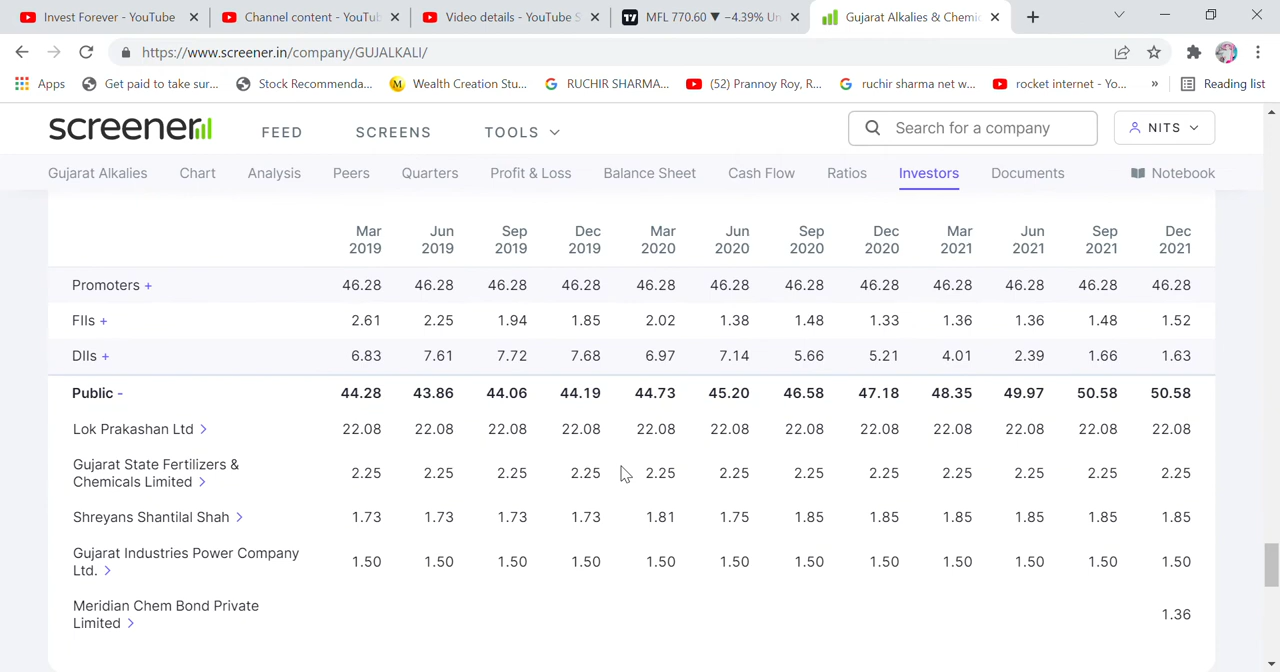 Invest Forever - YouTube
Channel content - YouTub
Video details - YouTube S
MFL 770.60 ▼ −4.39% Un
Gujarat Alkalies & Chemic
https://www.screener.in/company/GUJALKALI/
Apps
Get paid to take sur...
Stock Recommenda...
Wealth Creation Stu...
RUCHIR SHARMA...
(52) Prannoy Roy, R...
ruchir sharma net w...
rocket internet - Yo...
»
Reading list
screener
FEED
SCREENS
TOOLS
Search for a company
NITS
Gujarat Alkalies
Chart
Analysis
Peers
Quarters
Profit & Loss
Balance Sheet
Cash Flow
Ratios
Investors
Documents
Notebook
Mar Jun Sep Dec Mar Jun Sep Dec Mar Jun Sep Dec
2019 2019 2019 2019 2020 2020 2020 2020 2021 2021 2021 2021
Promoters + 46.28 46.28 46.28 46.28 46.28 46.28 46.28 46.28 46.28 46.28 46.28 46.28
FIIs + 2.61 2.25 1.94 1.85 2.02 1.38 1.48 1.33 1.36 1.36 1.48 1.52
DIIs + 6.83 7.61 7.72 7.68 6.97 7.14 5.66 5.21 4.01 2.39 1.66 1.63
Public - 44.28 43.86 44.06 44.19 44.73 45.20 46.58 47.18 48.35 49.97 50.58 50.58
Lok Prakashan Ltd 22.08 22.08 22.08 22.08 22.08 22.08 22.08 22.08 22.08 22.08 22.08 22.08
Gujarat State Fertilizers &
Chemicals Limited 2.25 2.25 2.25 2.25 2.25 2.25 2.25 2.25 2.25 2.25 2.25 2.25
Shreyans Shantilal Shah 1.73 1.73 1.73 1.73 1.81 1.75 1.85 1.85 1.85 1.85 1.85 1.85
Gujarat Industries Power Company
Ltd. 1.50 1.50 1.50 1.50 1.50 1.50 1.50 1.50 1.50 1.50 1.50 1.50
Meridian Chem Bond Private
Limited 1.36